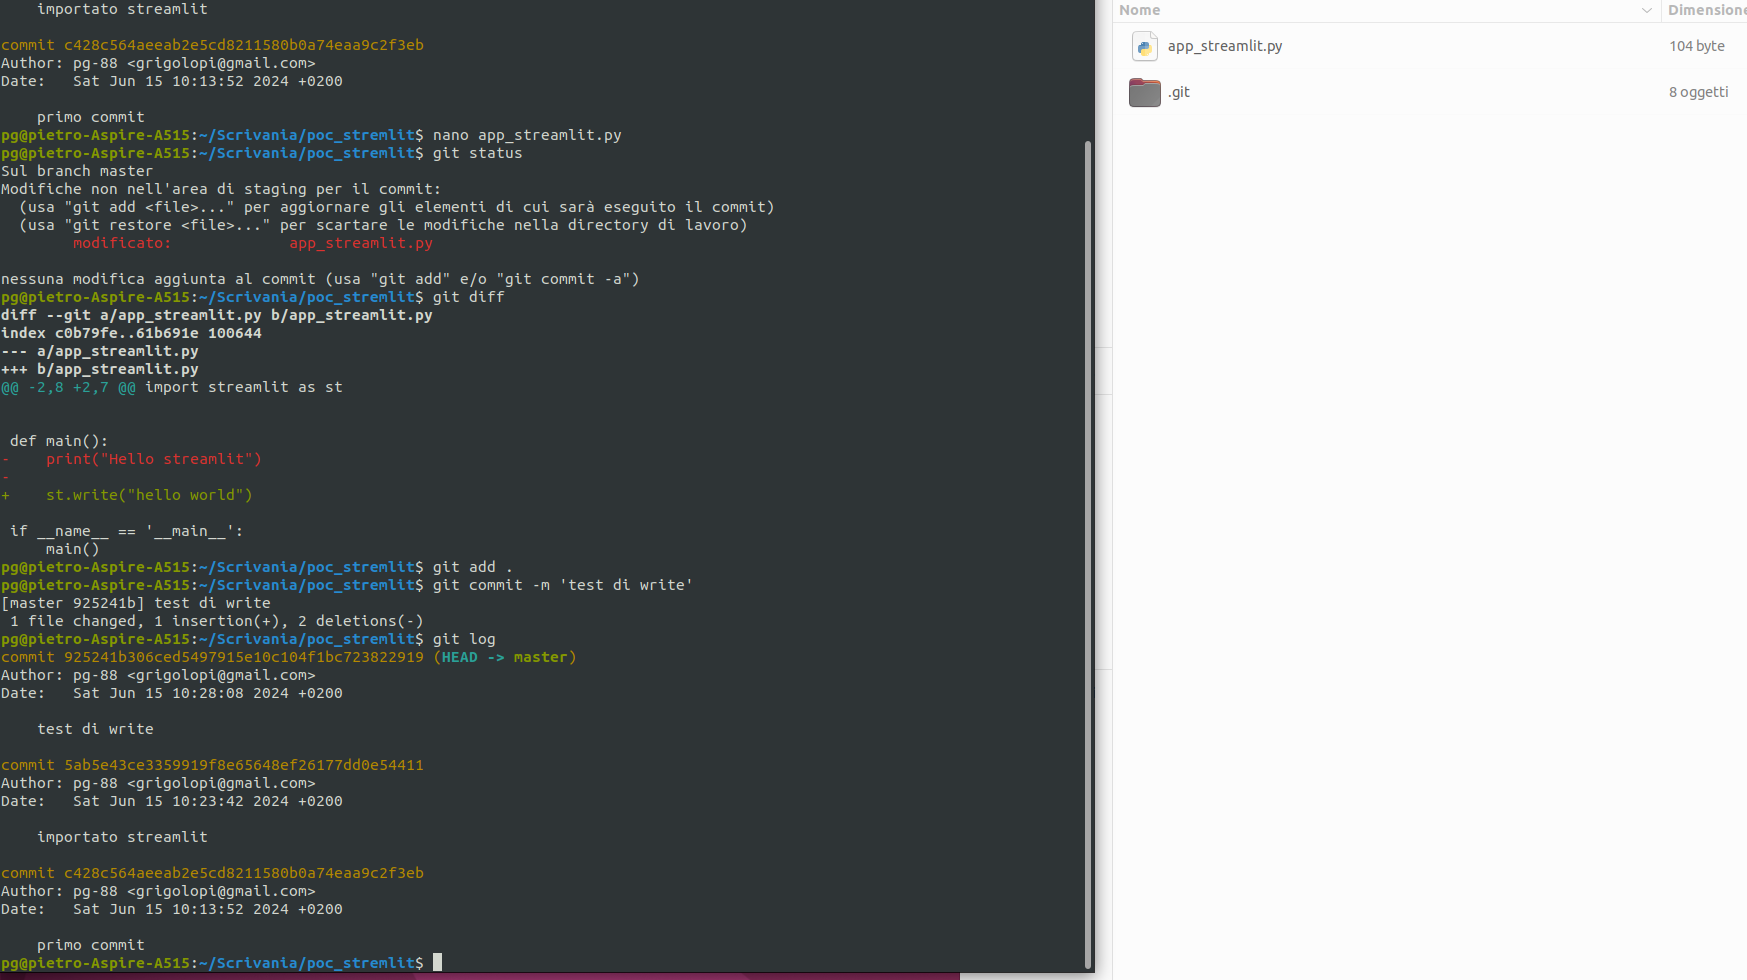 importato streamlit
commit c428c564aeeab2e5cd8211580b0a74eaa9c2f3eb
Author: pg-88 <grigolopi@gmail.com>
Date:   Sat Jun 15 10:13:52 2024 +0200
primo commit
pg@pietro-Aspire-A515:~/Scrivania/poc_stremlit$ nano app_streamlit.py
pg@pietro-Aspire-A515:~/Scrivania/poc_stremlit$ git status
Sul branch master
Modifiche non nell'area di staging per il commit:
  (usa "git add <file>..." per aggiornare gli elementi di cui sarà eseguito il commit)
  (usa "git restore <file>..." per scartare le modifiche nella directory di lavoro)
        modificato:             app_streamlit.py
nessuna modifica aggiunta al commit (usa "git add" e/o "git commit -a")
pg@pietro-Aspire-A515:~/Scrivania/poc_stremlit$ git diff
diff --git a/app_streamlit.py b/app_streamlit.py
index c0b79fe..61b691e 100644
--- a/app_streamlit.py
+++ b/app_streamlit.py
@@ -2,8 +2,7 @@ import streamlit as st
 def main():
-    print("Hello streamlit")
-
+    st.write("hello world")
 if __name__ == '__main__':
     main()
pg@pietro-Aspire-A515:~/Scrivania/poc_stremlit$ git add .
pg@pietro-Aspire-A515:~/Scrivania/poc_stremlit$ git commit -m 'test di write'
[master 925241b] test di write
 1 file changed, 1 insertion(+), 2 deletions(-)
pg@pietro-Aspire-A515:~/Scrivania/poc_stremlit$ git log
commit 925241b306ced5497915e10c104f1bc723822919 (HEAD -> master)
Author: pg-88 <grigolopi@gmail.com>
Date:   Sat Jun 15 10:28:08 2024 +0200
    test di write
commit 5ab5e43ce3359919f8e65648ef26177dd0e54411
Author: pg-88 <grigolopi@gmail.com>
Date:   Sat Jun 15 10:23:42 2024 +0200
    importato streamlit
commit c428c564aeeab2e5cd8211580b0a74eaa9c2f3eb
Author: pg-88 <grigolopi@gmail.com>
Date:   Sat Jun 15 10:13:52 2024 +0200
    primo commit
pg@pietro-Aspire-A515:~/Scrivania/poc_stremlit$
Nome Dimensione
app_streamlit.py 104 byte
.git 8 oggetti